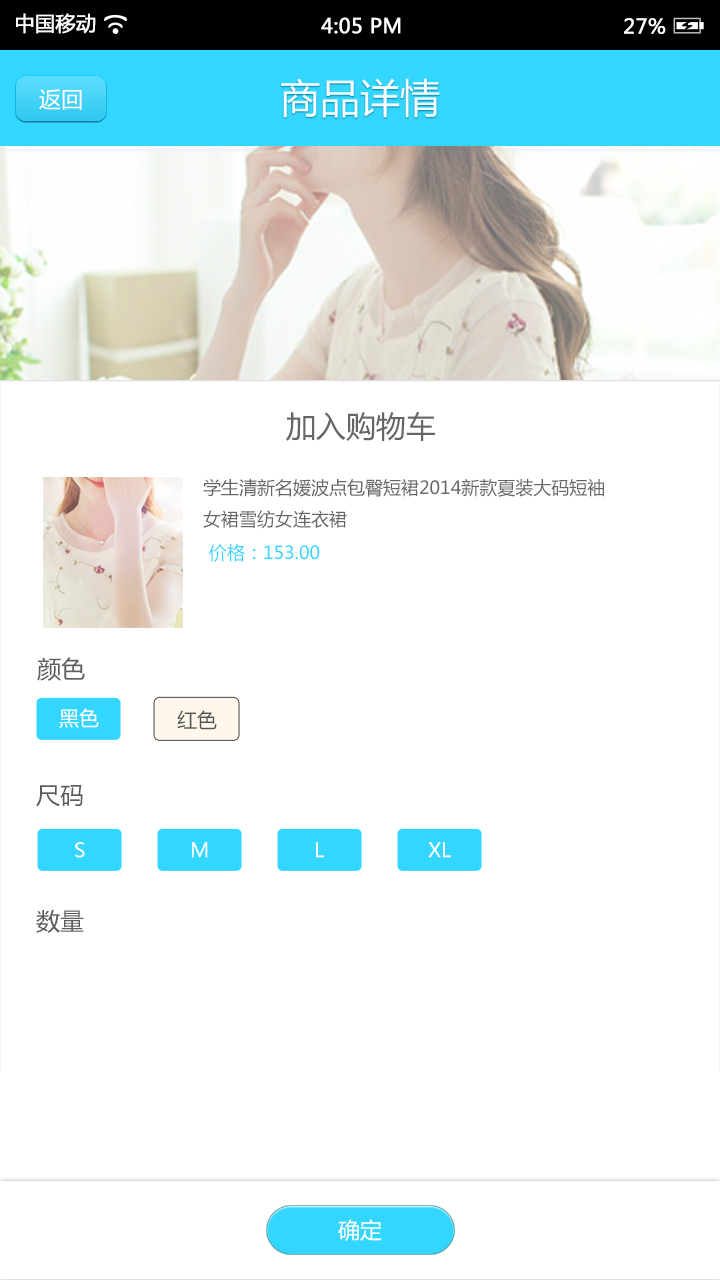 中国移动 4:05 PM 27%
返回 商品详情
加入购物车
学生清新名媛波点包臀短裙2014新款夏装大码短袖
女裙雪纺女连衣裙
价格：153.00
颜色
黑色 红色
尺码
S M L XL
数量
确定